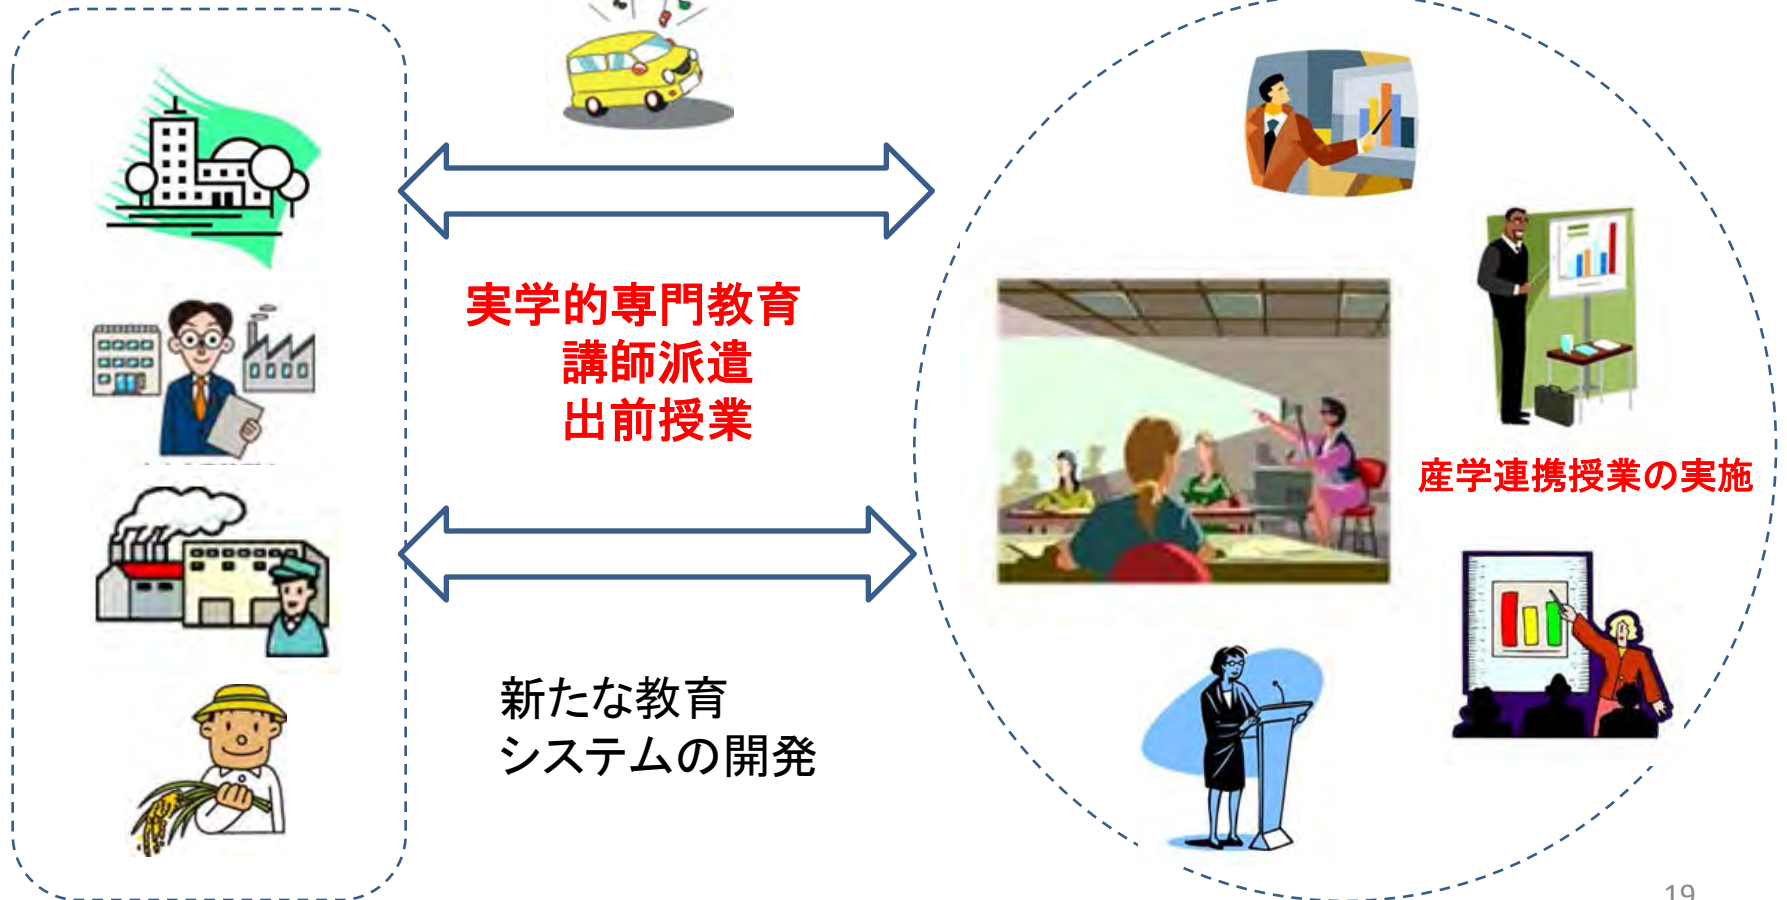 実学的専門教育
講師派遣
出前授業
産学連携授業の実施
新たな教育
システムの開発
19